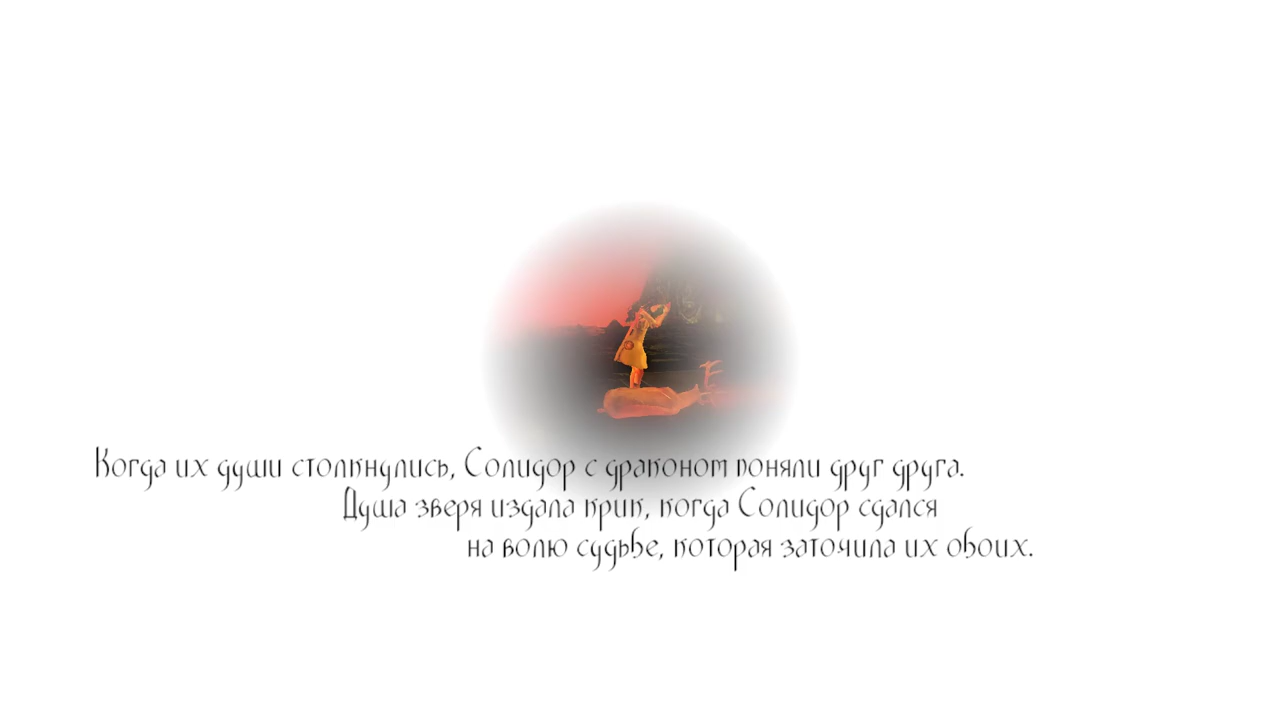 Когда их души столкнулись, Солидор с драконом поняли друг друга.
Душа зверя издала крик, когда Солидор сдался
на волю судьбе, которая заточила их обоих.